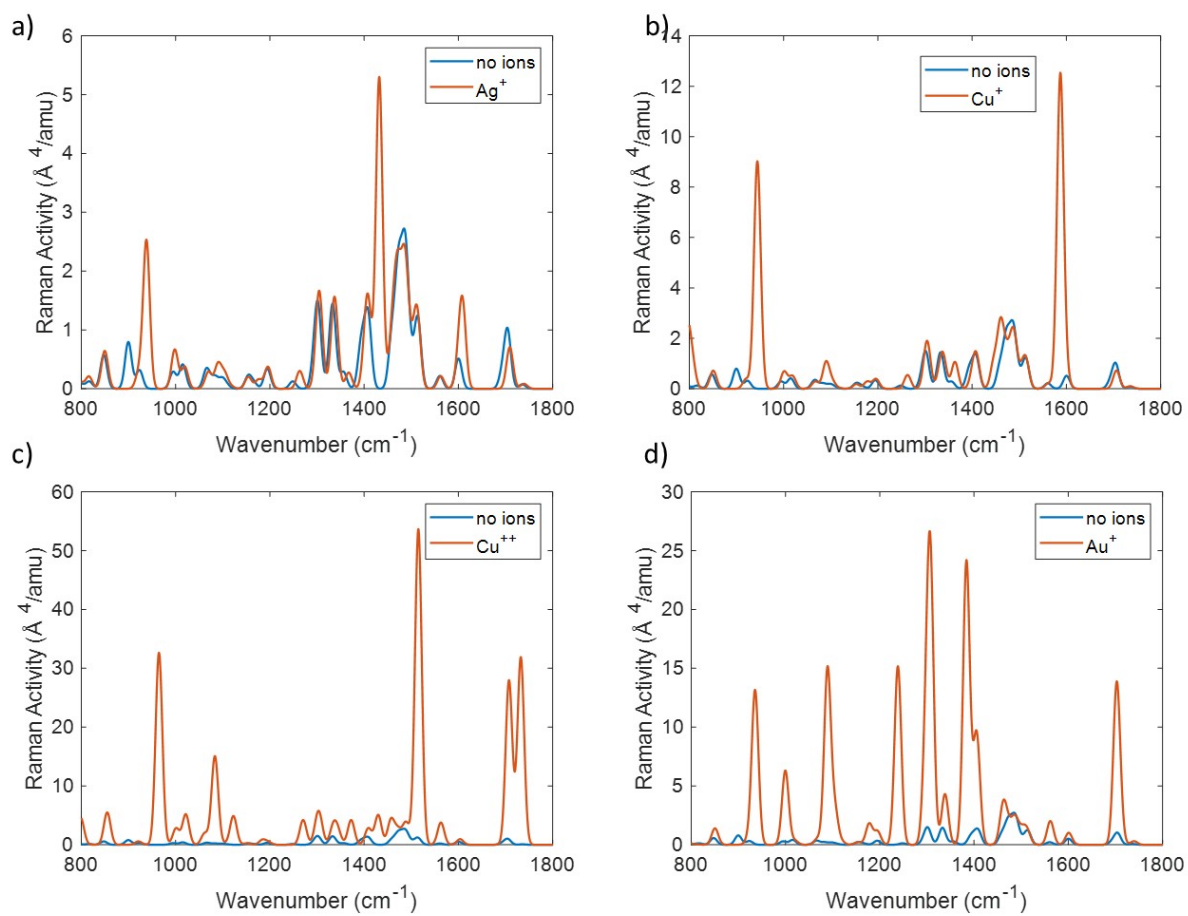 a)
6
5
4
3
2
1
0
Raman Activity (Å ⁴/amu)
no ions
Ag⁺
800 1000 1200 1400 1600 1800
Wavenumber (cm⁻¹)
b)
14
12
10
8
6
4
2
0
Raman Activity (Å ⁴/amu)
no ions
Cu⁺
800 1000 1200 1400 1600 1800
Wavenumber (cm⁻¹)
c)
60
50
40
30
20
10
0
Raman Activity (Å ⁴/amu)
no ions
Cu⁺⁺
800 1000 1200 1400 1600 1800
Wavenumber (cm⁻¹)
d)
30
25
20
15
10
5
0
Raman Activity (Å ⁴/amu)
no ions
Au⁺
800 1000 1200 1400 1600 1800
Wavenumber (cm⁻¹)